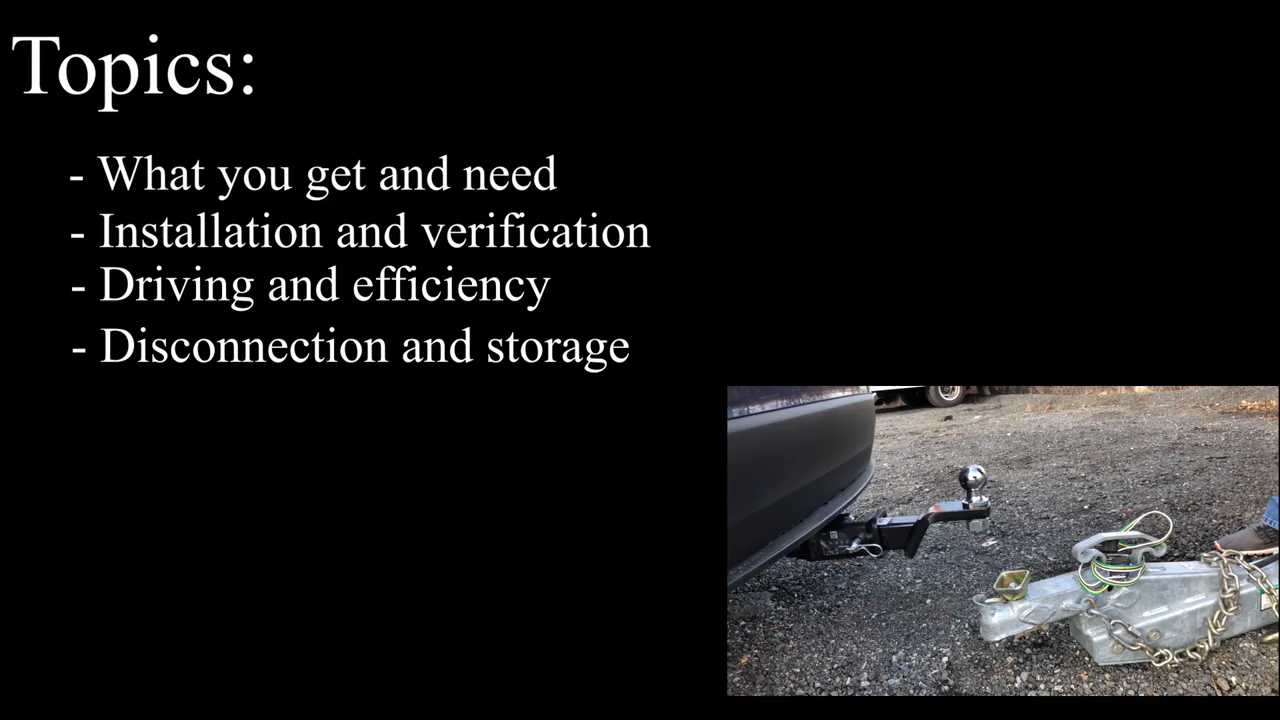 Topics:
- What you get and need
- Installation and verification
- Driving and efficiency
- Disconnection and storage